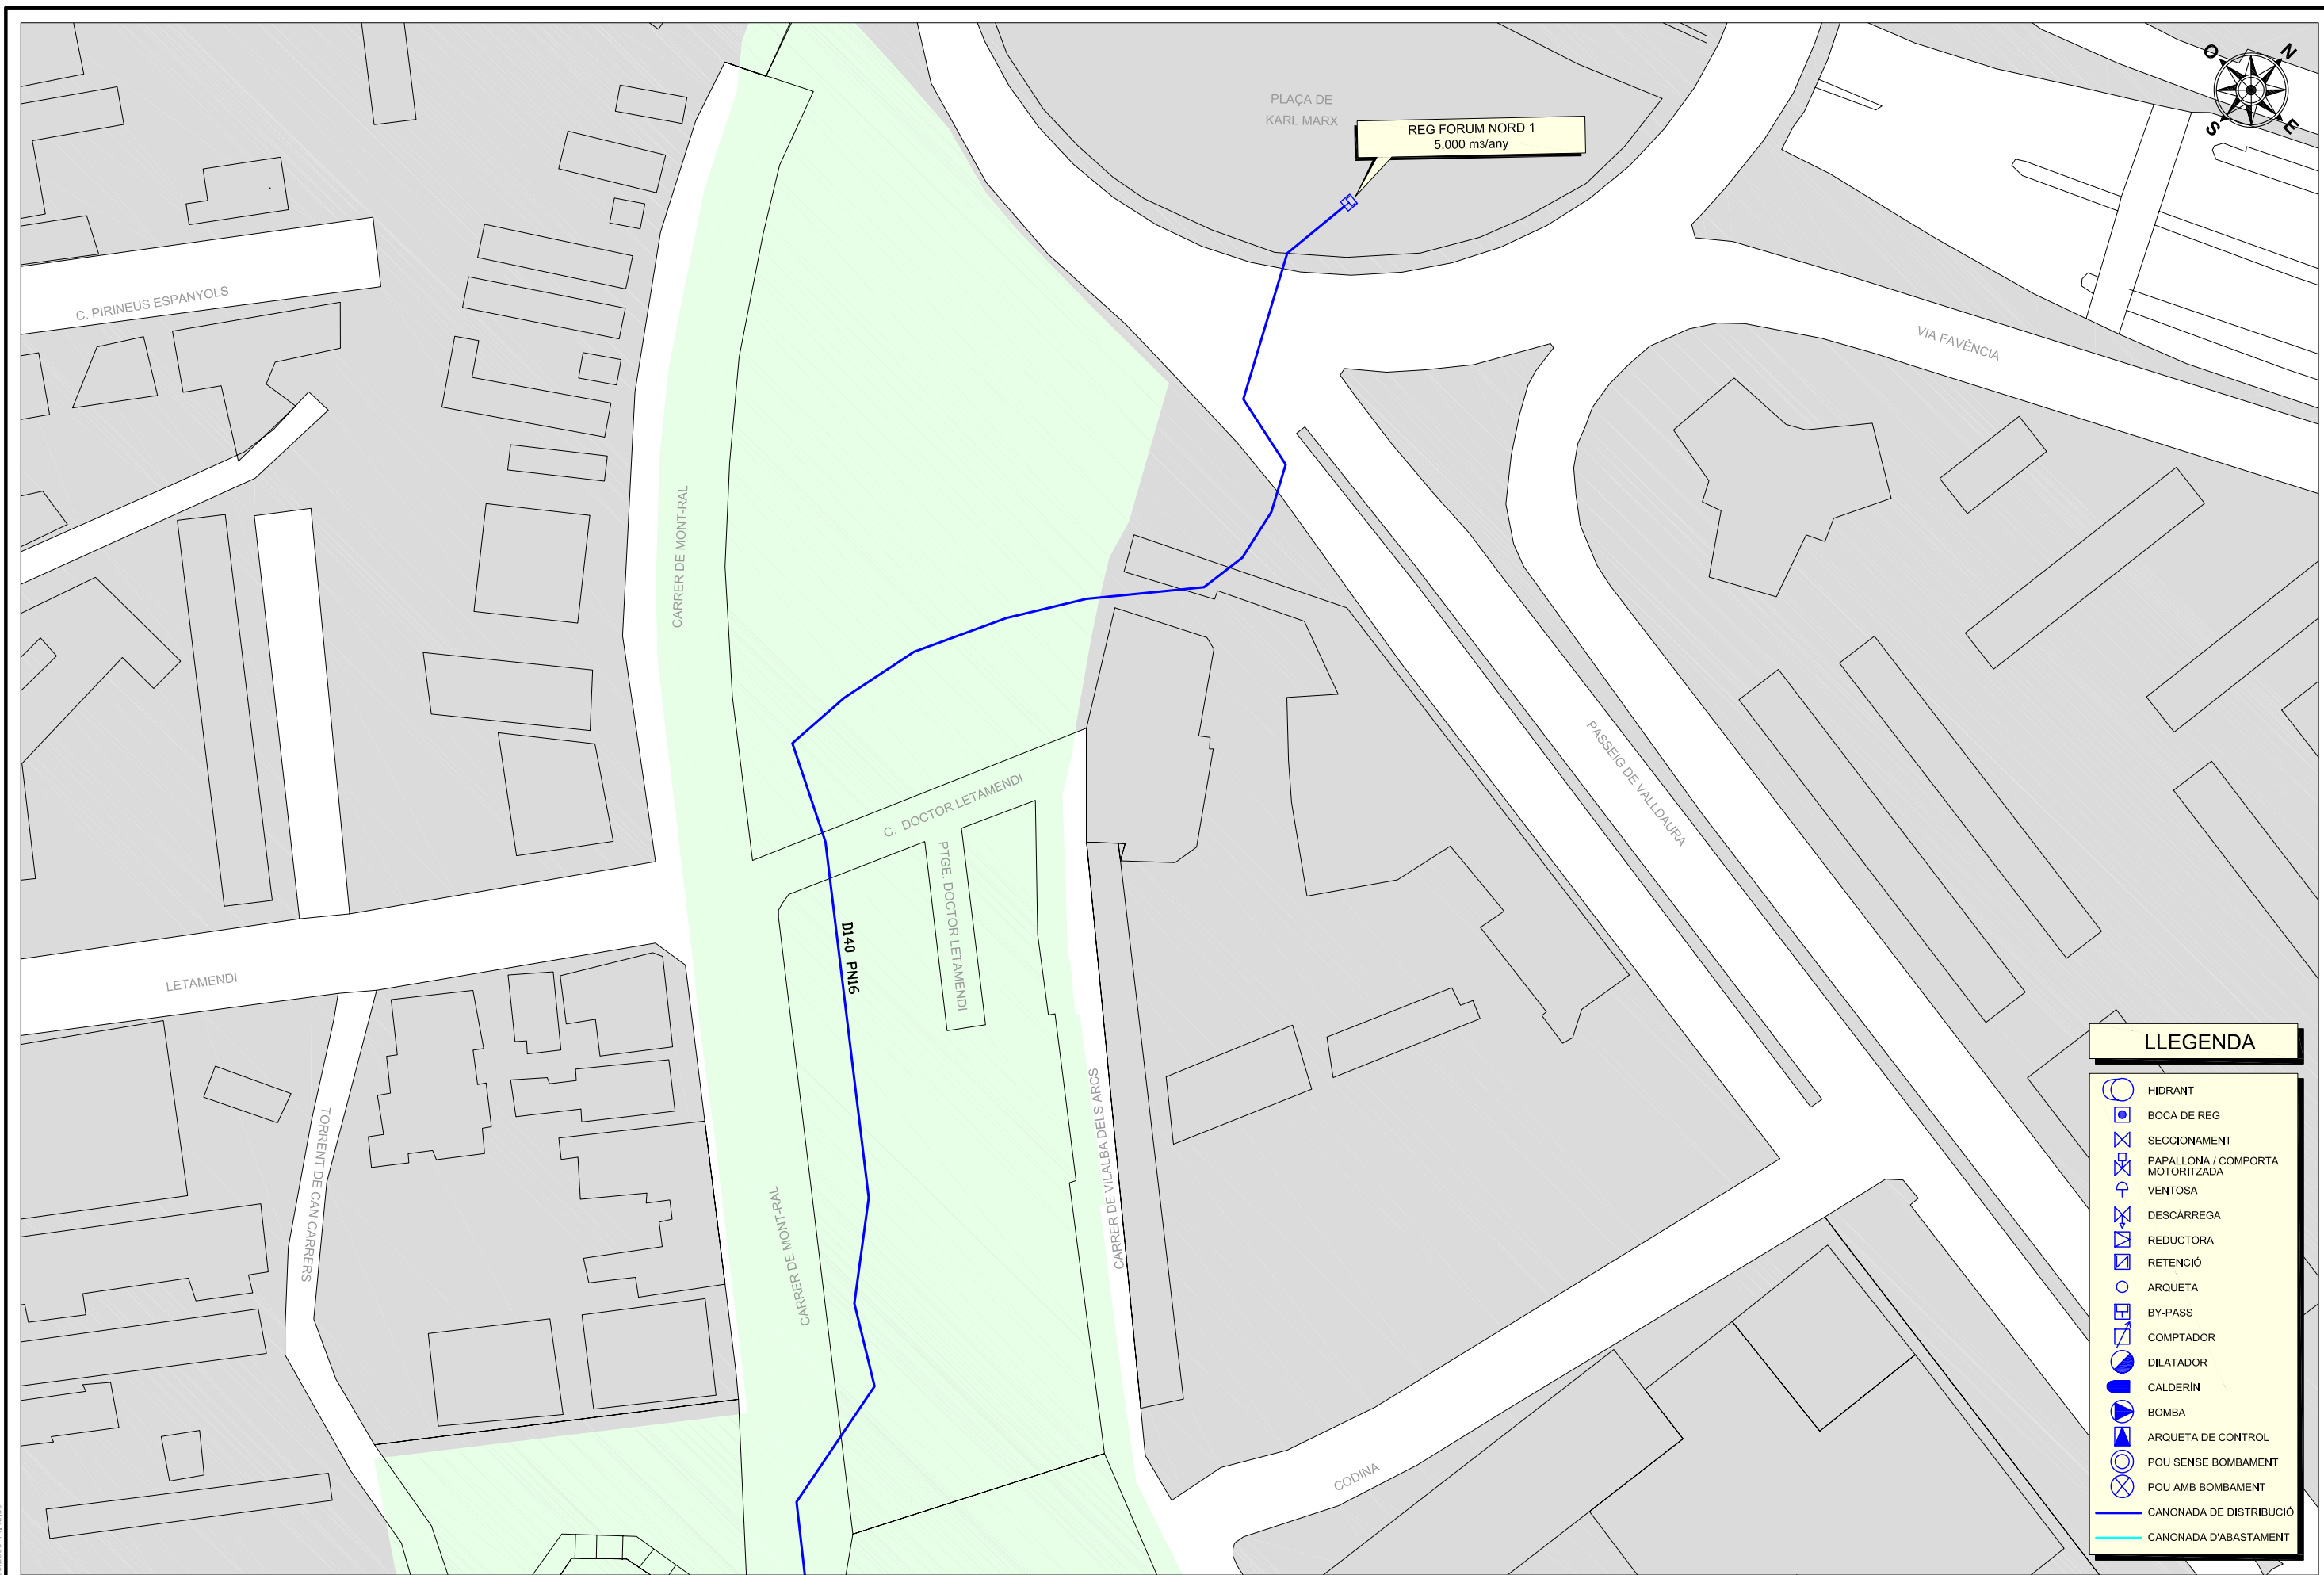 O
N
S
E
PLAÇA DE
KARL MARX
REG FORUM NORD 1
5.000 m3/any
C. PIRINEUS ESPANYOLS
VIA FAVÈNCIA
CARRER DE MONT-RAL
PASSEIG DE VALLDAURA
C. DOCTOR LETAMENDI
PTGE. DOCTOR LETAMENDI
D140 PN16
LETAMENDI
TORRENT DE CAN CARRERS
CARRER DE VILALBA DELS ARCS
CARRER DE MONT-RAL
CODINA
LLEGENDA
HIDRANT
BOCA DE REG
SECCIONAMENT
PAPALLONA / COMPORTA
MOTORITZADA
VENTOSA
DESCÀRREGA
REDUCTORA
RETENCIÓ
ARQUETA
BY-PASS
COMPTADOR
DILATADOR
CALDERÍN
BOMBA
ARQUETA DE CONTROL
POU SENSE BOMBAMENT
POU AMB BOMBAMENT
CANONADA DE DISTRIBUCIÓ
CANONADA D'ABASTAMENT